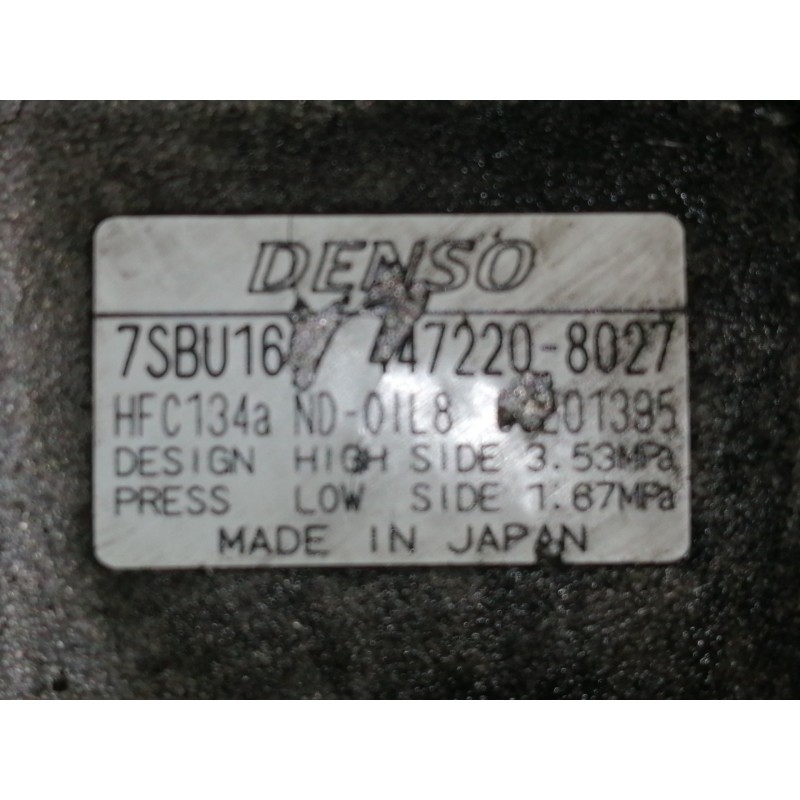 DENSO
7SBU16 447220-8027
HFC134a ND-OIL8
DESIGN HIGH SIDE 3.53MPa
PRESS LOW SIDE 1.67MPa
MADE IN JAPAN